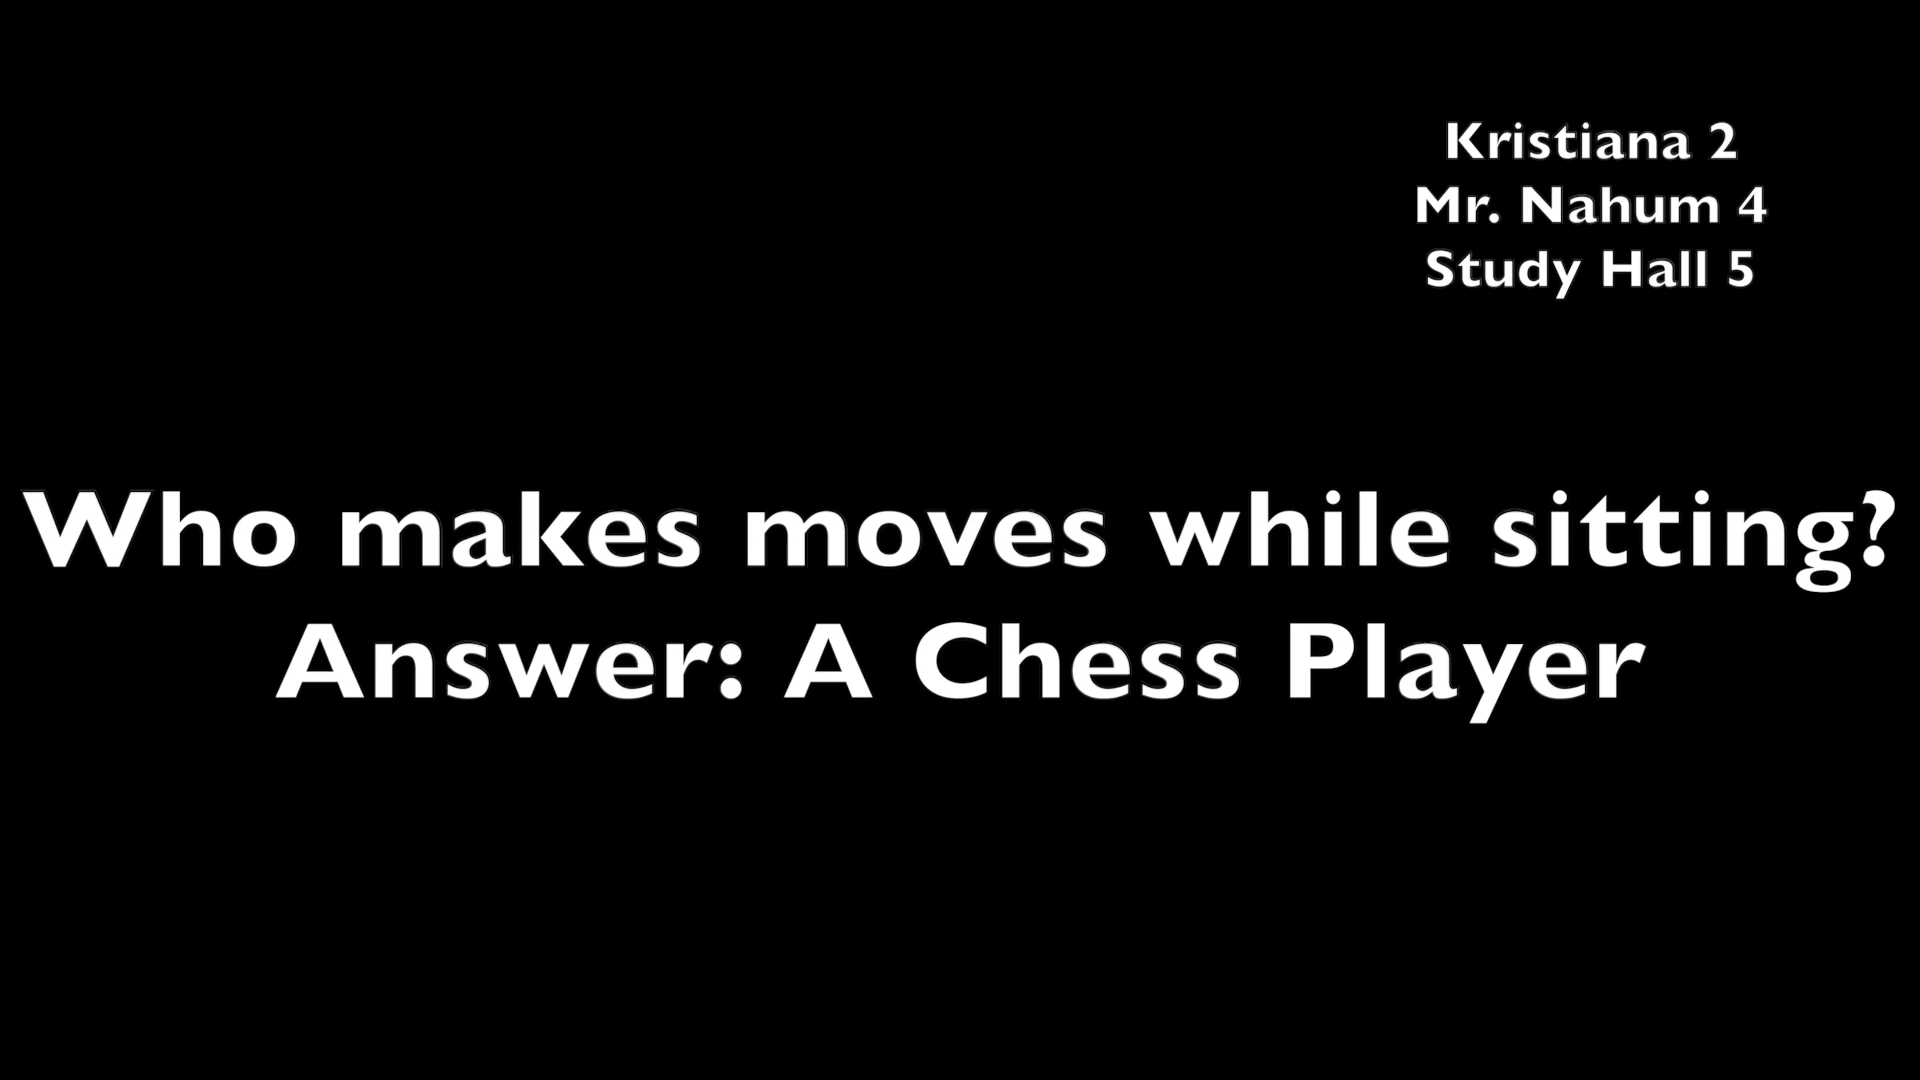 Kristiana 2
Mr. Nahum 4
Study Hall 5
Who makes moves while sitting?
Answer: A Chess Player